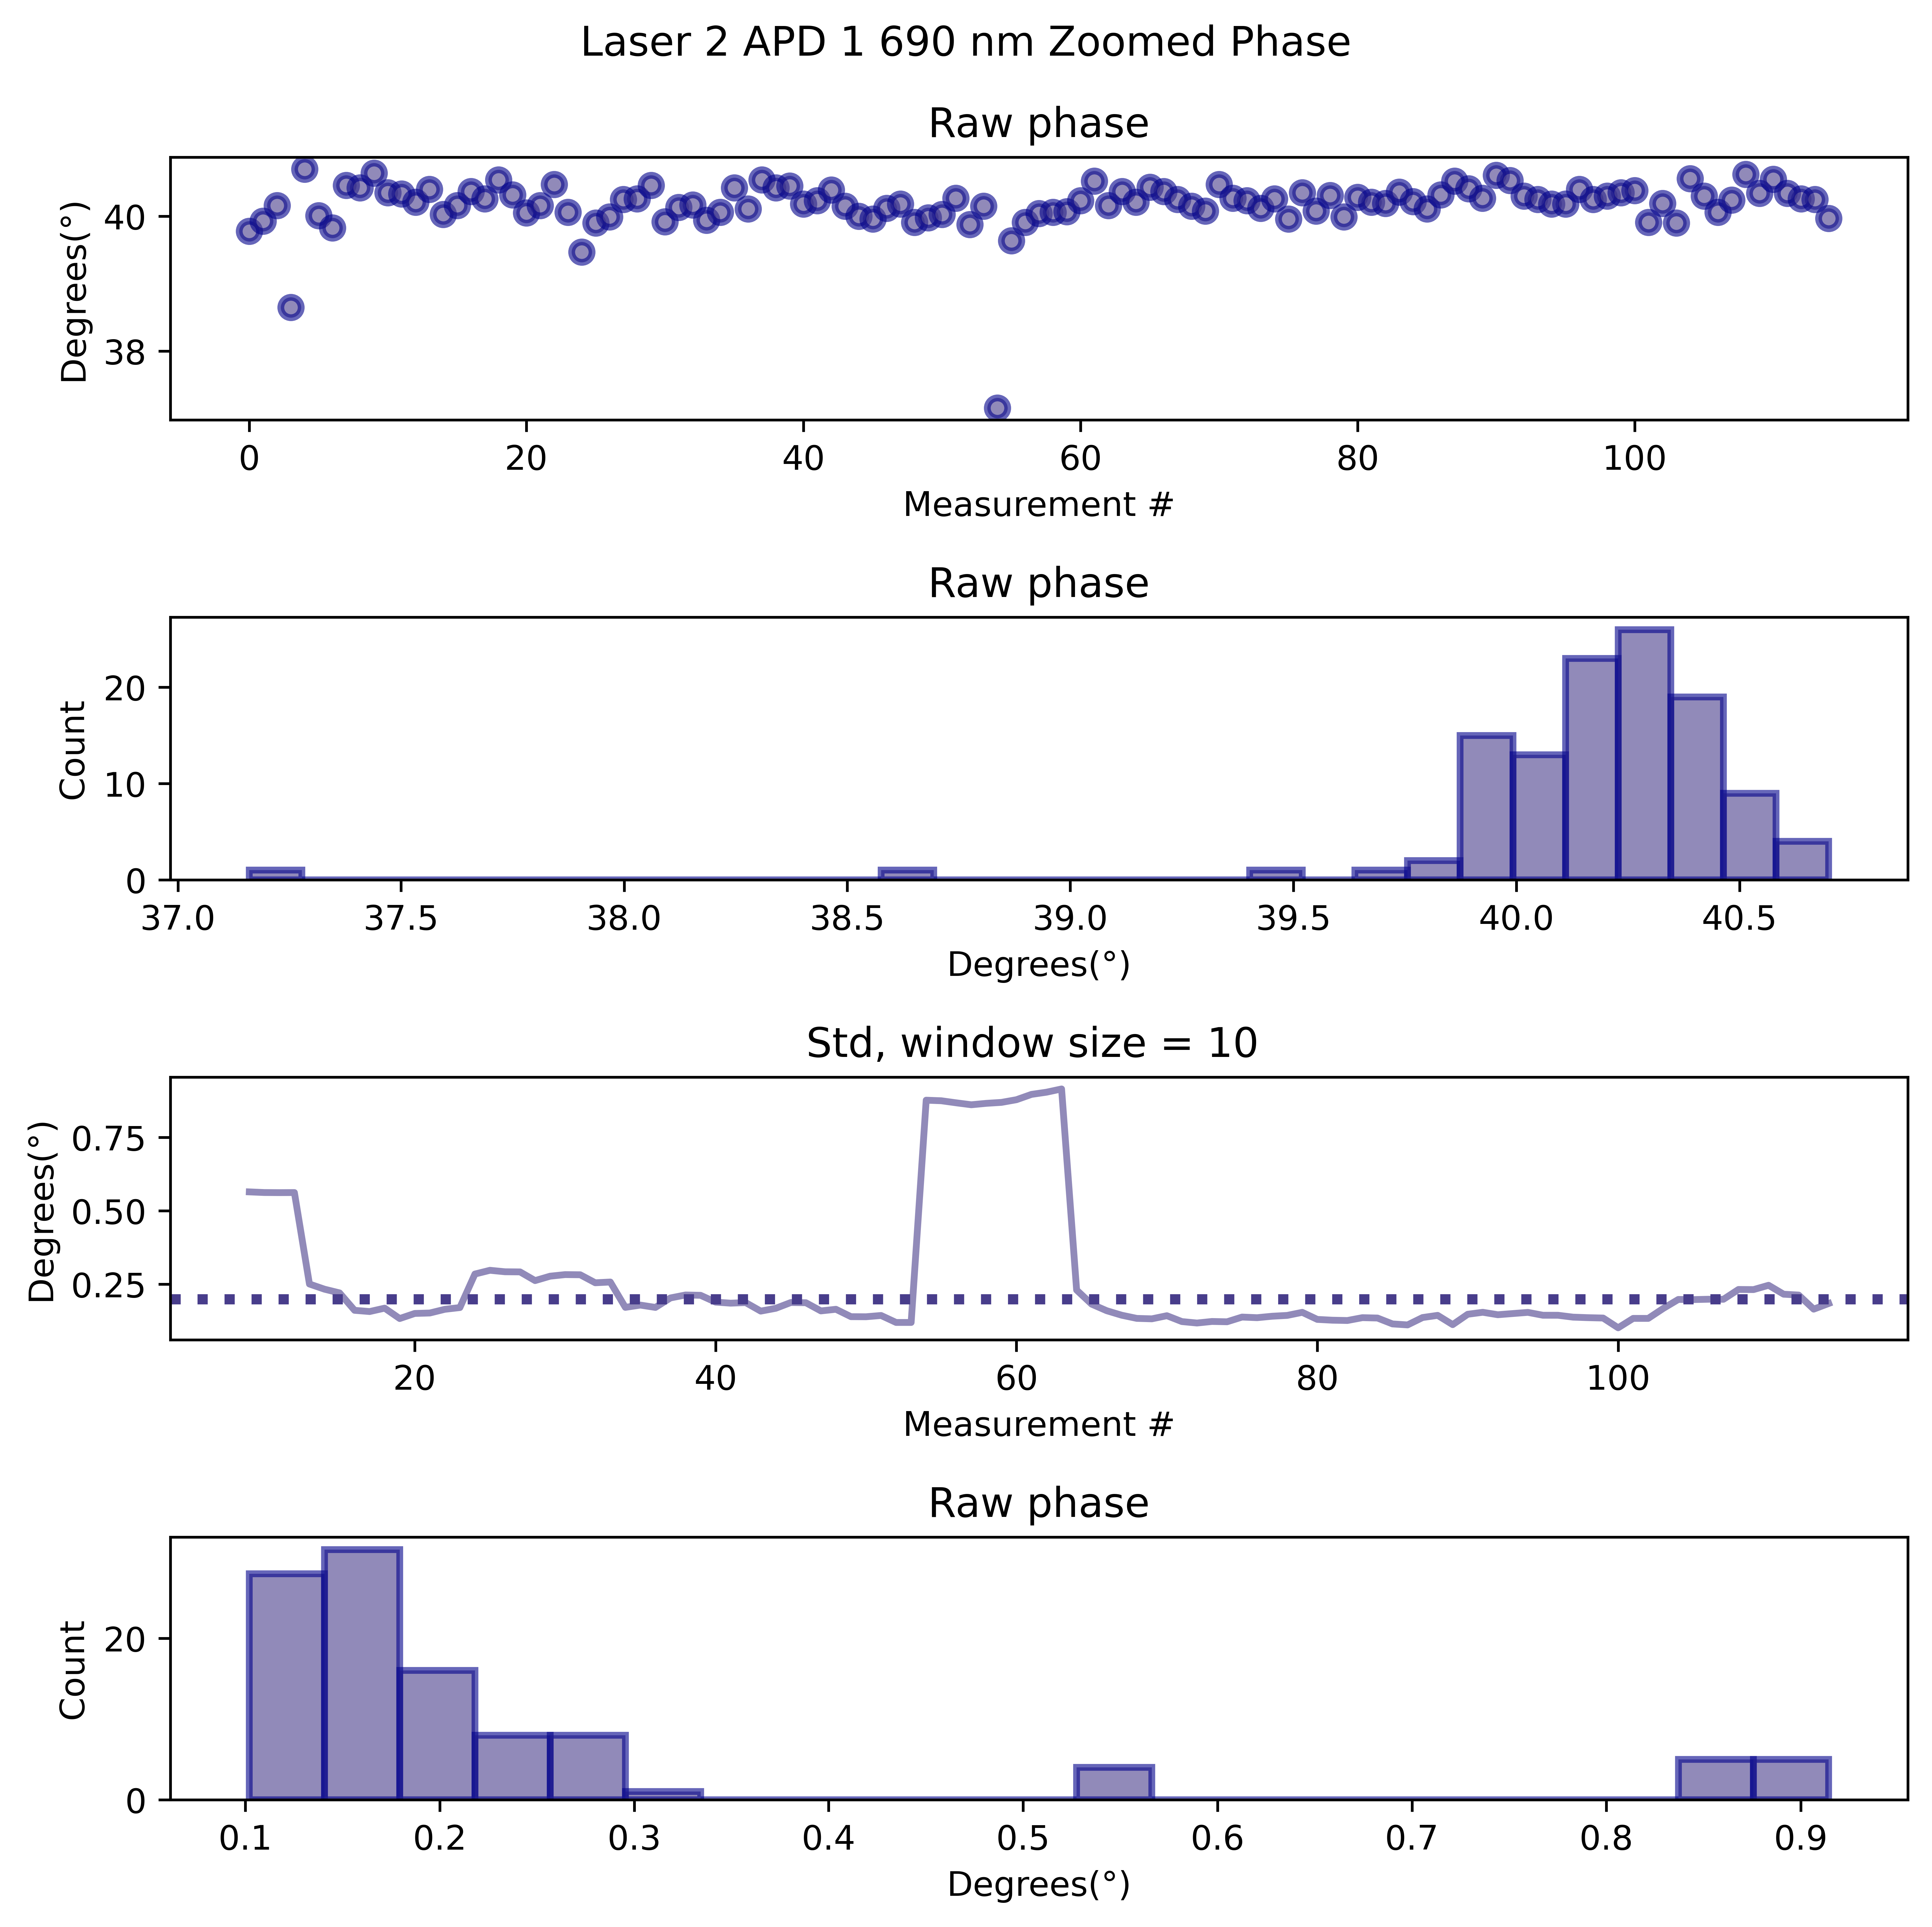 Laser 2 APD 1 690 nm Zoomed Phase
Raw phase
Degrees(°)
40
38
0 20 40 60 80 100
Measurement #
Raw phase
Count
20
10
0
37.0 37.5 38.0 38.5 39.0 39.5 40.0 40.5
Degrees(°)
Std, window size = 10
Degrees(°)
0.75
0.50
0.25
20 40 60 80 100
Measurement #
Raw phase
Count
20
0
0.1 0.2 0.3 0.4 0.5 0.6 0.7 0.8 0.9
Degrees(°)